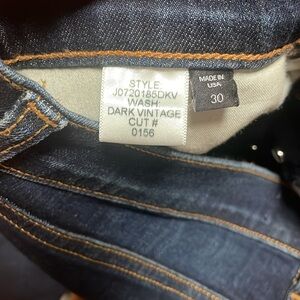 STYLE:
J0720185DKV
WASH:
DARK VINTAGE
CUT #
0156
MADE IN
USA
30